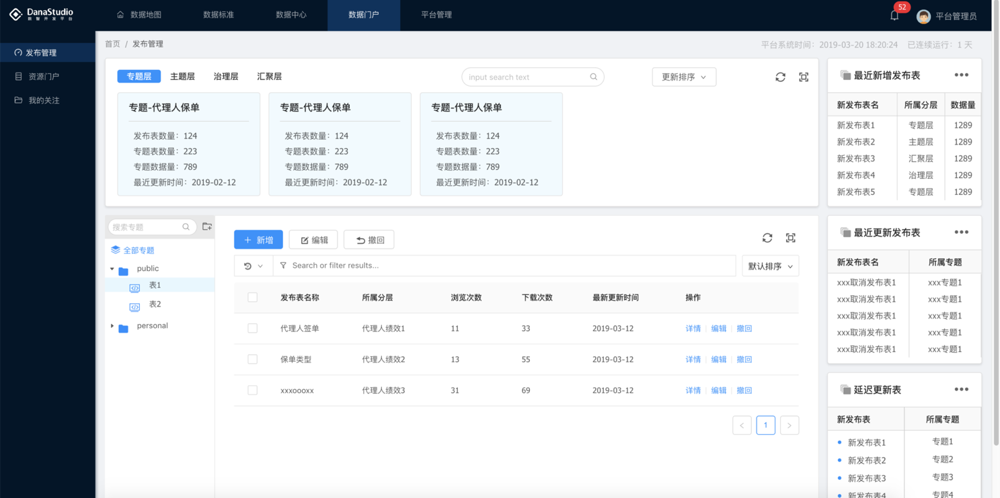 DanaStudio
数智开发平台
数据地图
数据标准
数据中心
数据门户
平台管理
52
平台管理员
发布管理
资源门户
我的关注
首页 / 发布管理
平台系统时间：2019-03-20 18:20:24 已连续运行：1 天
专题层 主题层 治理层 汇聚层
input search text
更新排序
专题-代理人保单
发布表数量：124
专题表数量：223
专题数据量：789
最近更新时间：2019-02-12
专题-代理人保单
发布表数量：124
专题表数量：223
专题数据量：789
最近更新时间：2019-02-12
专题-代理人保单
发布表数量：124
专题表数量：223
专题数据量：789
最近更新时间：2019-02-12
搜索专题
全部专题
public
表1
表2
personal
+ 新增 编辑 撤回
Search or filter results...
默认排序
发布表名称 所属分层 浏览次数 下载次数 最新更新时间 操作
代理人签单 代理人绩效1 11 33 2019-03-12 详情 编辑 撤回
保单类型 代理人绩效2 13 55 2019-03-12 详情 编辑 撤回
xxxoooxx 代理人绩效3 31 69 2019-03-12 详情 编辑 撤回
< 1 >
最近新增发布表 •••
新发布表名 所属分层 数据量
新发布表1 专题层 1289
新发布表2 主题层 1289
新发布表3 汇聚层 1289
新发布表4 治理层 1289
新发布表5 专题层 1289
最近更新发布表 •••
新发布表名 所属专题
xxx取消发布表1 xxx专题1
xxx取消发布表1 xxx专题1
xxx取消发布表1 xxx专题1
xxx取消发布表1 xxx专题1
xxx取消发布表1 xxx专题1
延迟更新表 •••
新发布表 所属专题
新发布表1 专题1
新发布表2 专题2
新发布表3 专题3
新发布表4 专题4